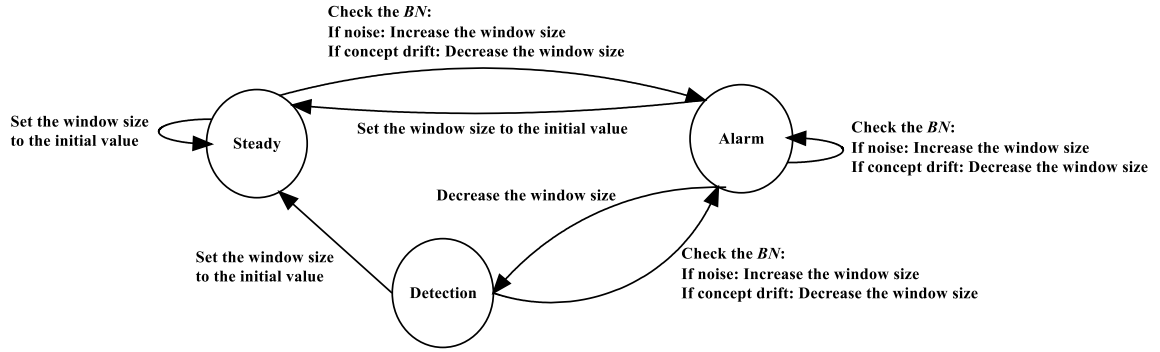 Check the BN:
If noise: Increase the window size
If concept drift: Decrease the window size
Set the window size
to the initial value
Steady
Set the window size to the initial value
Alarm
Check the BN:
If noise: Increase the window size
If concept drift: Decrease the window size
Decrease the window size
Set the window size
to the initial value
Detection
Check the BN:
If noise: Increase the window size
If concept drift: Decrease the window size